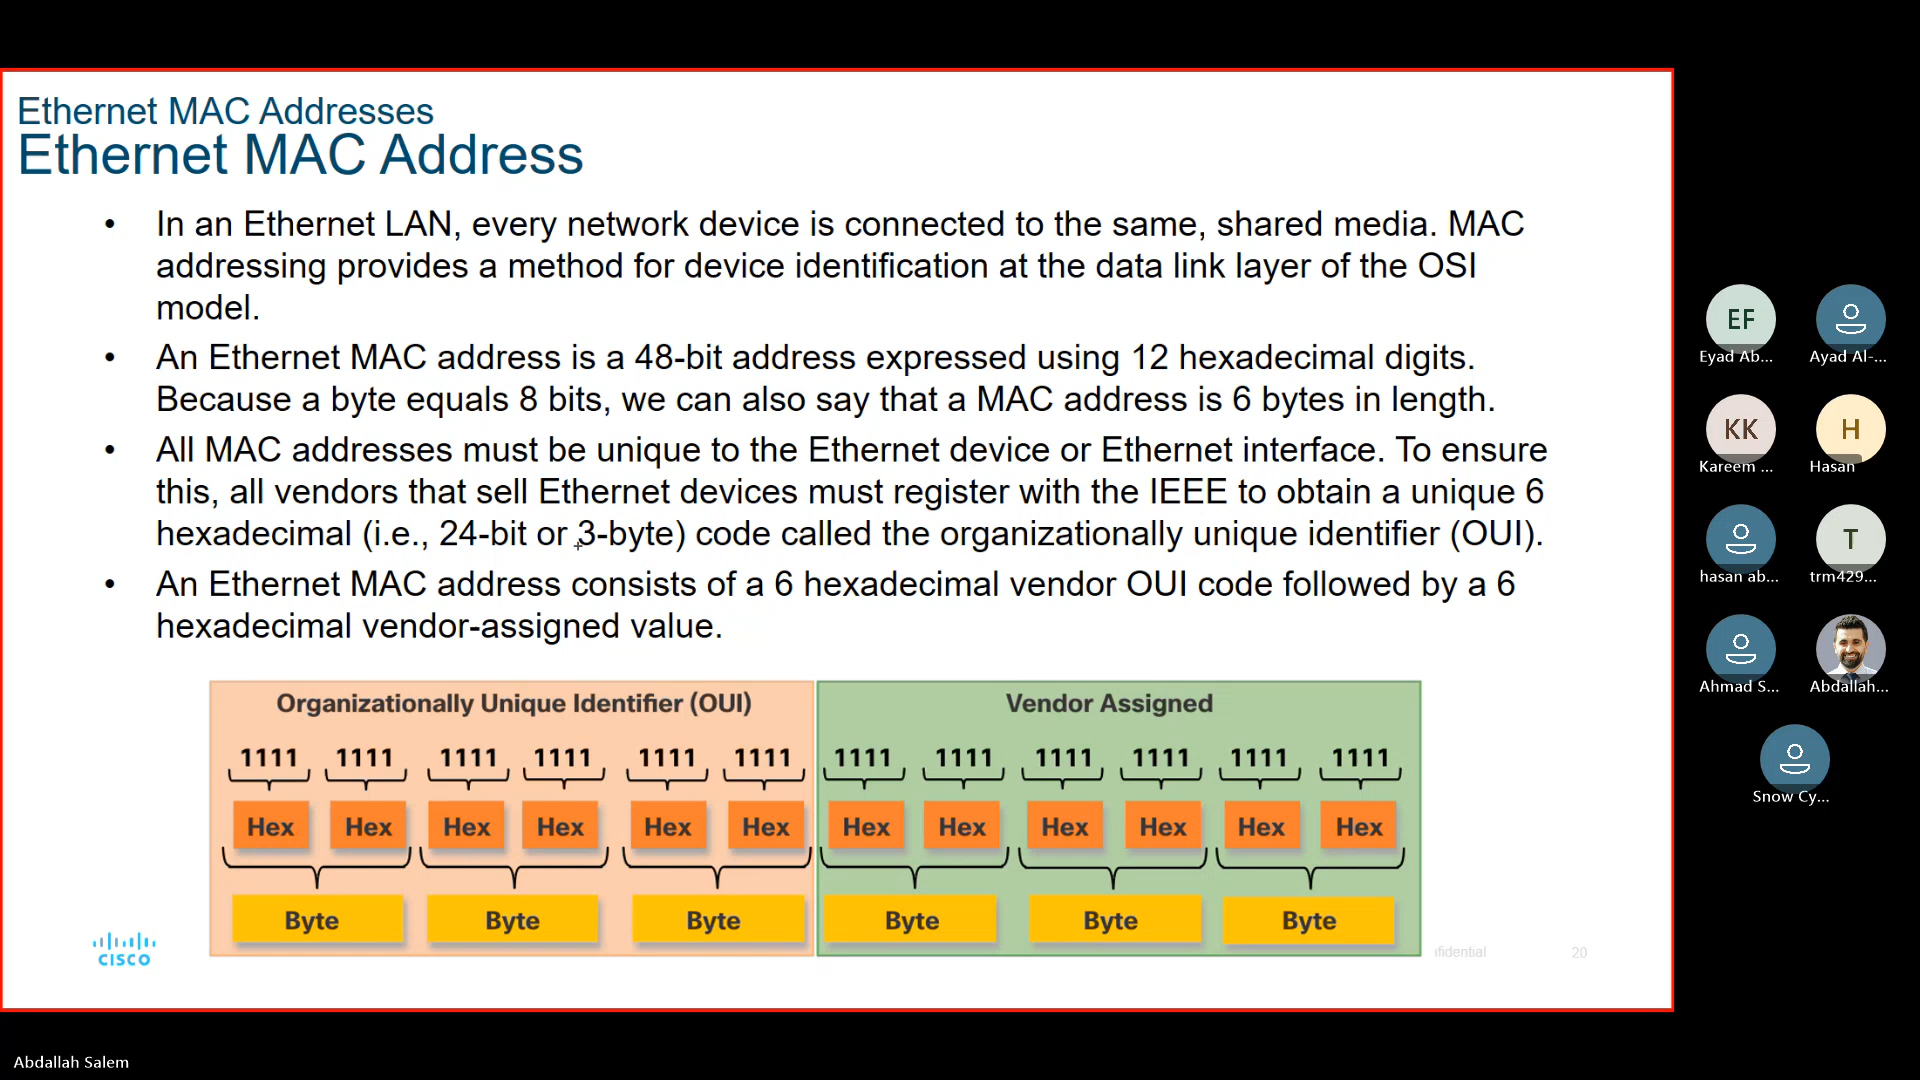 Ethernet MAC Addresses
Ethernet MAC Address
• In an Ethernet LAN, every network device is connected to the same, shared media. MAC
addressing provides a method for device identification at the data link layer of the OSI
model.
• An Ethernet MAC address is a 48-bit address expressed using 12 hexadecimal digits.
Because a byte equals 8 bits, we can also say that a MAC address is 6 bytes in length.
• All MAC addresses must be unique to the Ethernet device or Ethernet interface. To ensure
this, all vendors that sell Ethernet devices must register with the IEEE to obtain a unique 6
hexadecimal (i.e., 24-bit or 3-byte) code called the organizationally unique identifier (OUI).
• An Ethernet MAC address consists of a 6 hexadecimal vendor OUI code followed by a 6
hexadecimal vendor-assigned value.
Organizationally Unique Identifier (OUI) Vendor Assigned
1111 1111 1111 1111 1111 1111 1111 1111 1111 1111 1111 1111
Hex Hex Hex Hex Hex Hex Hex Hex Hex Hex Hex Hex
Byte Byte Byte Byte Byte Byte
CISCO
fidential 20
EF
Eyad Ab... Ayad Al-...
KK H
Kareem ... Hasan
T
hasan ab... trm429...
Ahmad S... Abdallah...
Snow Cy...
Abdallah Salem